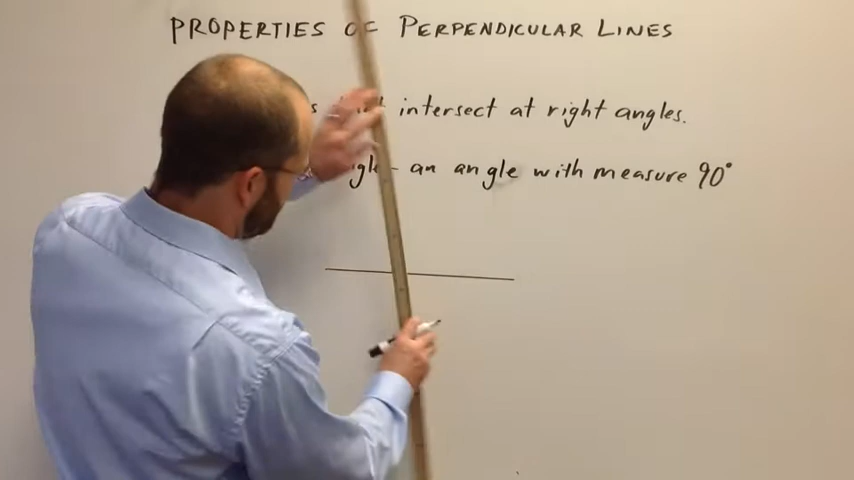 PROPERTIES OF PERPENDICULAR LINES
intersect at right angles.
- an angle with measure 90°